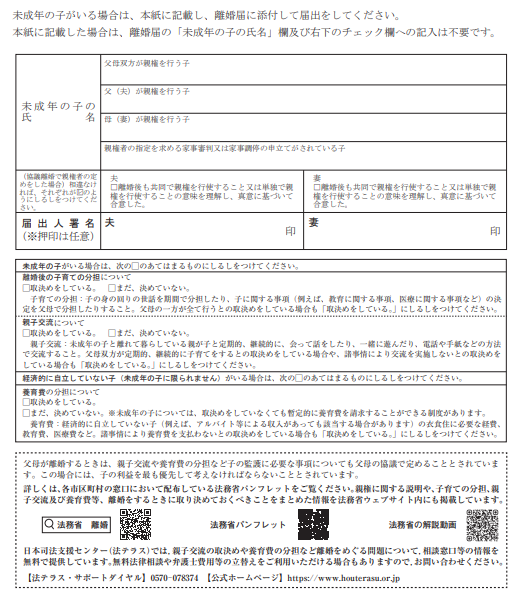 未成年の子がいる場合は、本紙に記載し、離婚届に添付して届出をしてください。
本紙に記載した場合は、離婚届の「未成年の子の氏名」欄及び右下のチェック欄への記入は不要です。
未成年の子の
氏名
父母双方が親権を行う子
父（夫）が親権を行う子
母（妻）が親権を行う子
親権者の指定を求める家事審判又は家事調停の申立てがされている子
（協議離婚で親権者の定
めをした場合）相違なけ
れば、それぞれが☑のよ
うにしるしをつけてくださ
い。
夫
□離婚後も共同で親権を行使すること又は単独で親
権を行使することの意味を理解し、真意に基づいて
合意した。
妻
□離婚後も共同で親権を行使すること又は単独で親
権を行使することの意味を理解し、真意に基づいて
合意した。
届出人署名
（※押印は任意）
夫
印
妻
印
未成年の子がいる場合は、次の□のあてはまるものにしるしをつけてください。
離婚後の子育ての分担について
□取決めをしている。 □まだ、決めていない。
子育ての分担：子の身の回りの世話を期間で分担したり、子に関する事項（例えば、教育に関する事項、医療に関する事項など）の決
定を父母で分担したりすること。父母の一方が全て行うとの取決めをしている場合も「取決めをしている。」にしるしをつけてください。
親子交流について
□取決めをしている。 □まだ、決めていない。
親子交流：未成年の子と離れて暮らしている親が子と定期的、継続的に、会って話をしたり、一緒に遊んだり、電話や手紙などの方法
で交流すること。父母双方が定期的、継続的に子育てをするとの取決めをしている場合や、諸事情により交流を実施しないとの取決めを
している場合も「取決めをしている。」にしるしをつけてください。
経済的に自立していない子（未成年の子に限られません）がいる場合は、次の□のあてはまるものにしるしをつけてください。
養育費の分担について
□取決めをしている。
□まだ、決めていない。※未成年の子については、取決めをしていなくても暫定的に養育費を請求することができる制度があります。
養育費：経済的に自立していない子（例えば、アルバイト等による収入があっても該当する場合があります）の衣食住に必要な経費、
教育費、医療費など。諸事情により養育費を支払わないとの取決めをしている場合も「取決めをしている。」にしるしをつけてください。
父母が離婚するときは、親子交流や養育費の分担など子の監護に必要な事項についても父母の協議で定めることとされていま
す。この場合には、子の利益を最も優先して考えなければならないこととされています。
詳しくは、各市区町村の窓口において配布している法務省パンフレットをご覧ください。親権に関する説明や、子育ての分担、親
子交流及び養育費等、離婚をするときに取り決めておくべきことをまとめた情報を法務省ウェブサイト内にも掲載しています。
法務省 離婚
法務省パンフレット
法務省の解説動画
日本司法支援センター（法テラス）では、親子交流の取決めや養育費の分担など離婚をめぐる問題について、相談窓口等の情報を
無料で提供しています。無料法律相談や弁護士費用等の立替えをご利用いただける場合もありますので、お問い合わせください。
【法テラス・サポートダイヤル】0570-078374 【公式ホームページ】https://www.houterasu.or.jp